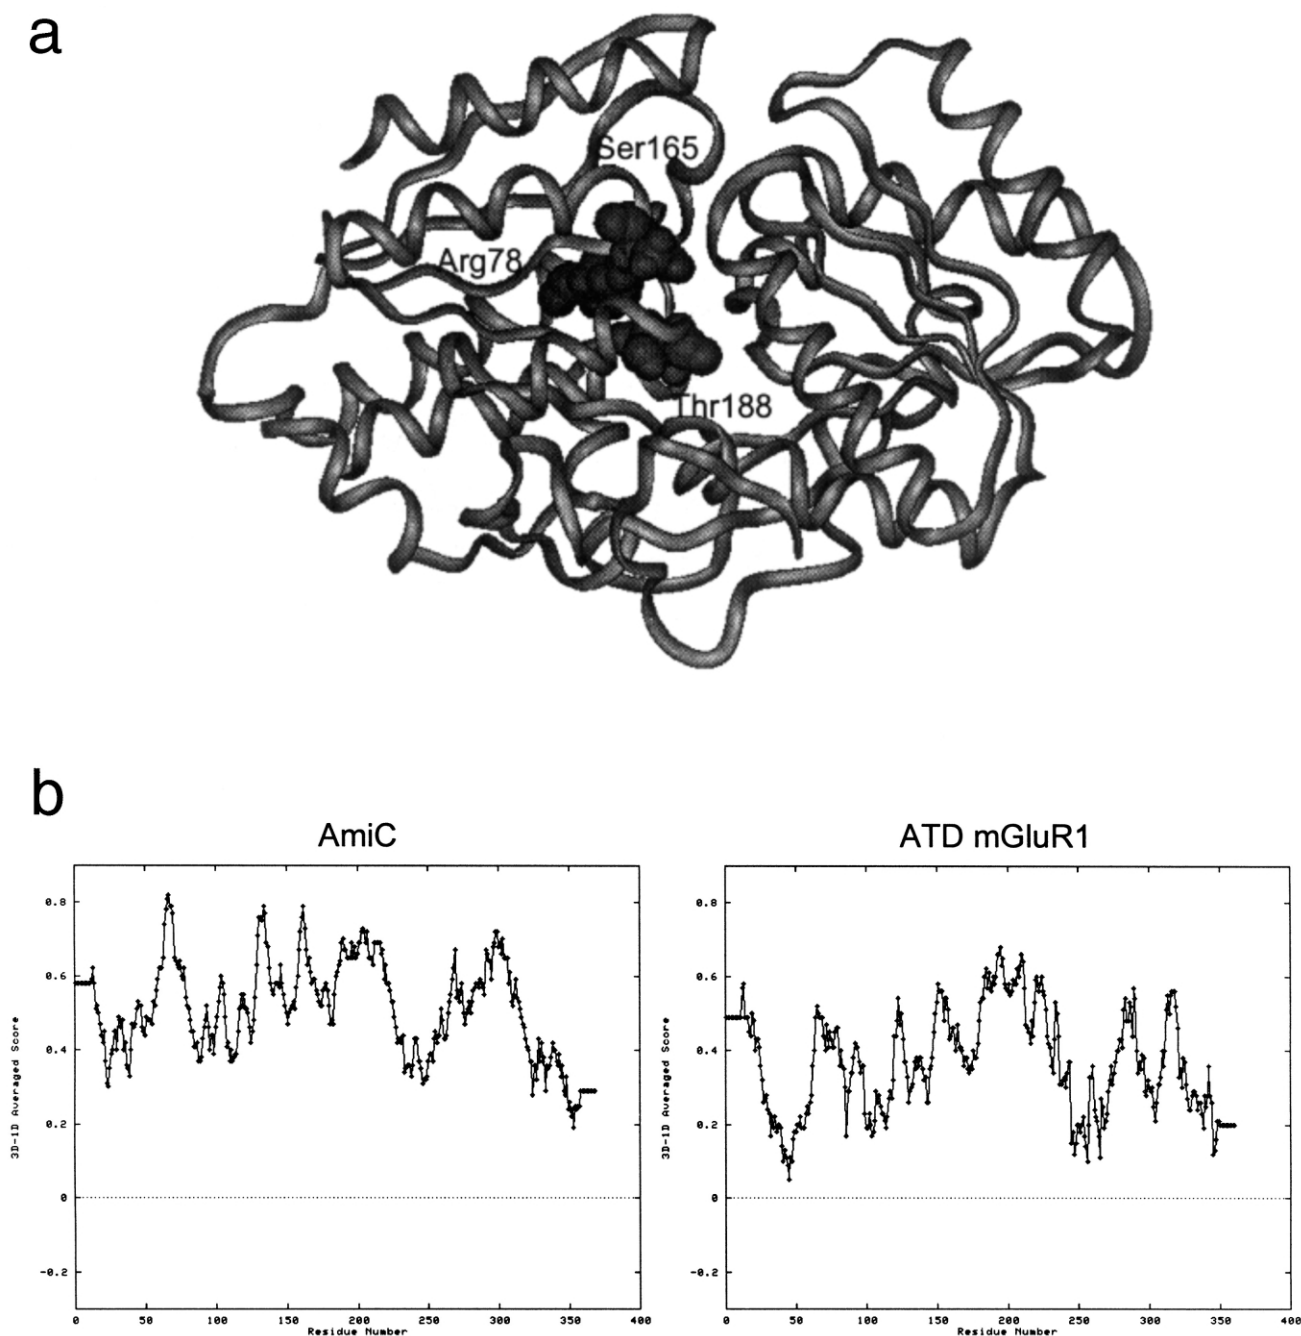 a
Ser165
Arg78
Thr188
b
AmiC
ATD mGluR1
0.8
0.6
0.4
0.2
0
-0.2
3D-1D Averaged Score
0 50 100 150 200 250 300 350 400
Residue Number
0.8
0.6
0.4
0.2
0
-0.2
3D-1D Averaged Score
0 50 100 150 200 250 300 350 400
Residue Number